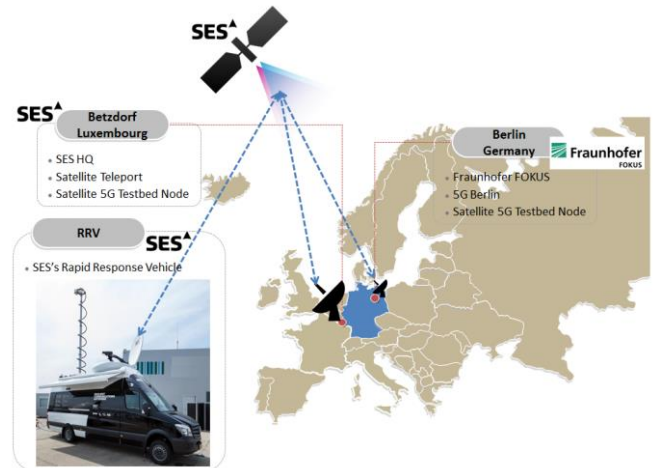 SES
SES
Betzdorf
Luxembourg
• SES HQ
• Satellite Teleport
• Satellite 5G Testbed Node
Berlin
Germany
Fraunhofer
FOKUS
• Fraunhofer FOKUS
• 5G Berlin
• Satellite 5G Testbed Node
RRV
SES
• SES's Rapid Response Vehicle